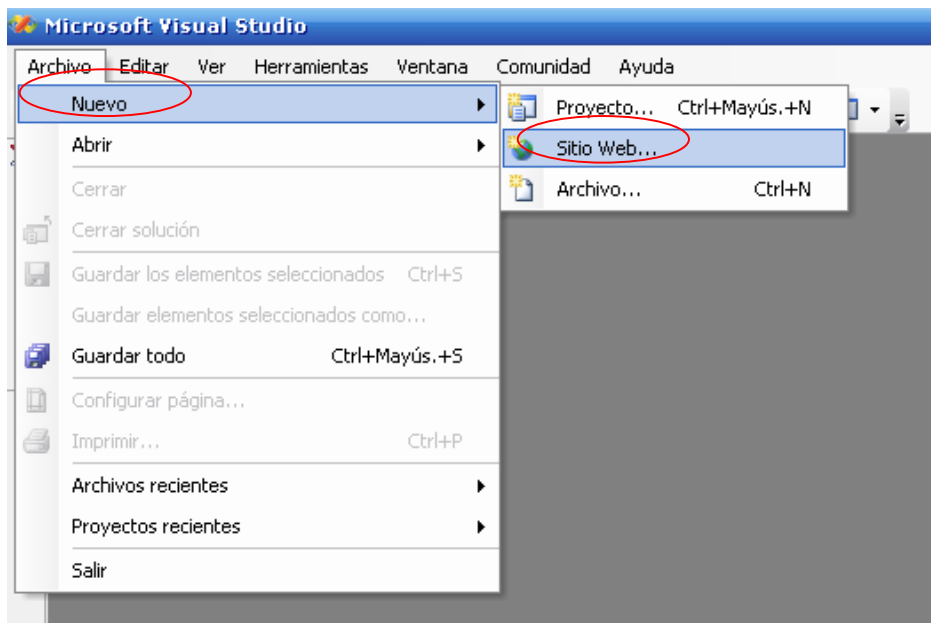 Microsoft Visual Studio
Archivo Editar Ver Herramientas Ventana Comunidad Ayuda
Nuevo
Proyecto... Ctrl+Mayús.+N
Abrir
Sitio Web...
Cerrar
Archivo... Ctrl+N
Cerrar solución
Guardar los elementos seleccionados Ctrl+S
Guardar elementos seleccionados como...
Guardar todo Ctrl+Mayús.+S
Configurar página...
Imprimir... Ctrl+P
Archivos recientes
Proyectos recientes
Salir